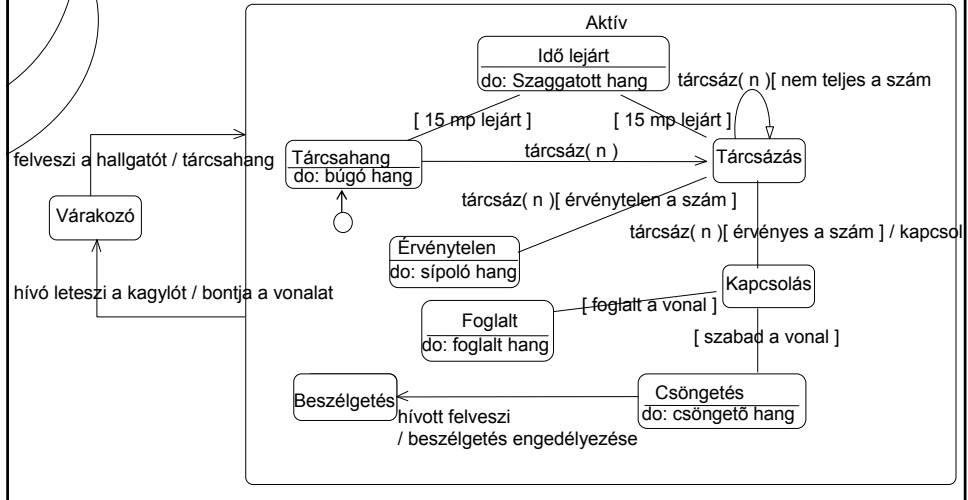 Aktív
Idő lejárt
do: Szaggatott hang
tárcsáz( n )[ nem teljes a szám
[ 15 mp lejárt ]
[ 15 mp lejárt ]
felveszi a hallgatót / tárcsahang
Tárcsahang
do: búgó hang
tárcsáz( n )
Tárcsázás
Várakozó
tárcsáz( n )[ érvénytelen a szám ]
tárcsáz( n )[ érvényes a szám ] / kapcsol
Érvénytelen
do: sípoló hang
hívó leteszi a kagylót / bontja a vonalat
Kapcsolás
[ foglalt a vonal ]
Foglalt
do: foglalt hang
[ szabad a vonal ]
Beszélgetés
Csöngetés
do: csöngetõ hang
hívott felveszi
/ beszélgetés engedélyezése